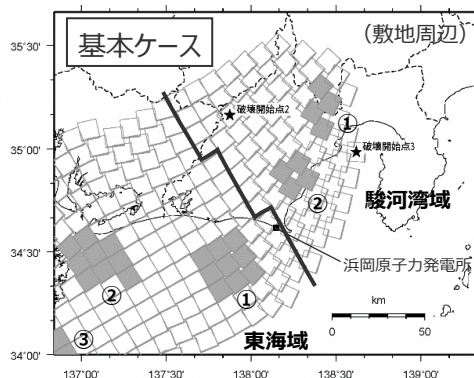 基本ケース
(敷地周辺)
35°30'
破壊開始点2
①
35°00'
破壊開始点3
②
駿河湾域
34°30'
浜岡原子力発電所
②
①
km
0 50
③
東海域
34°00'
137°00' 137°30' 138°00' 138°30' 139°00'